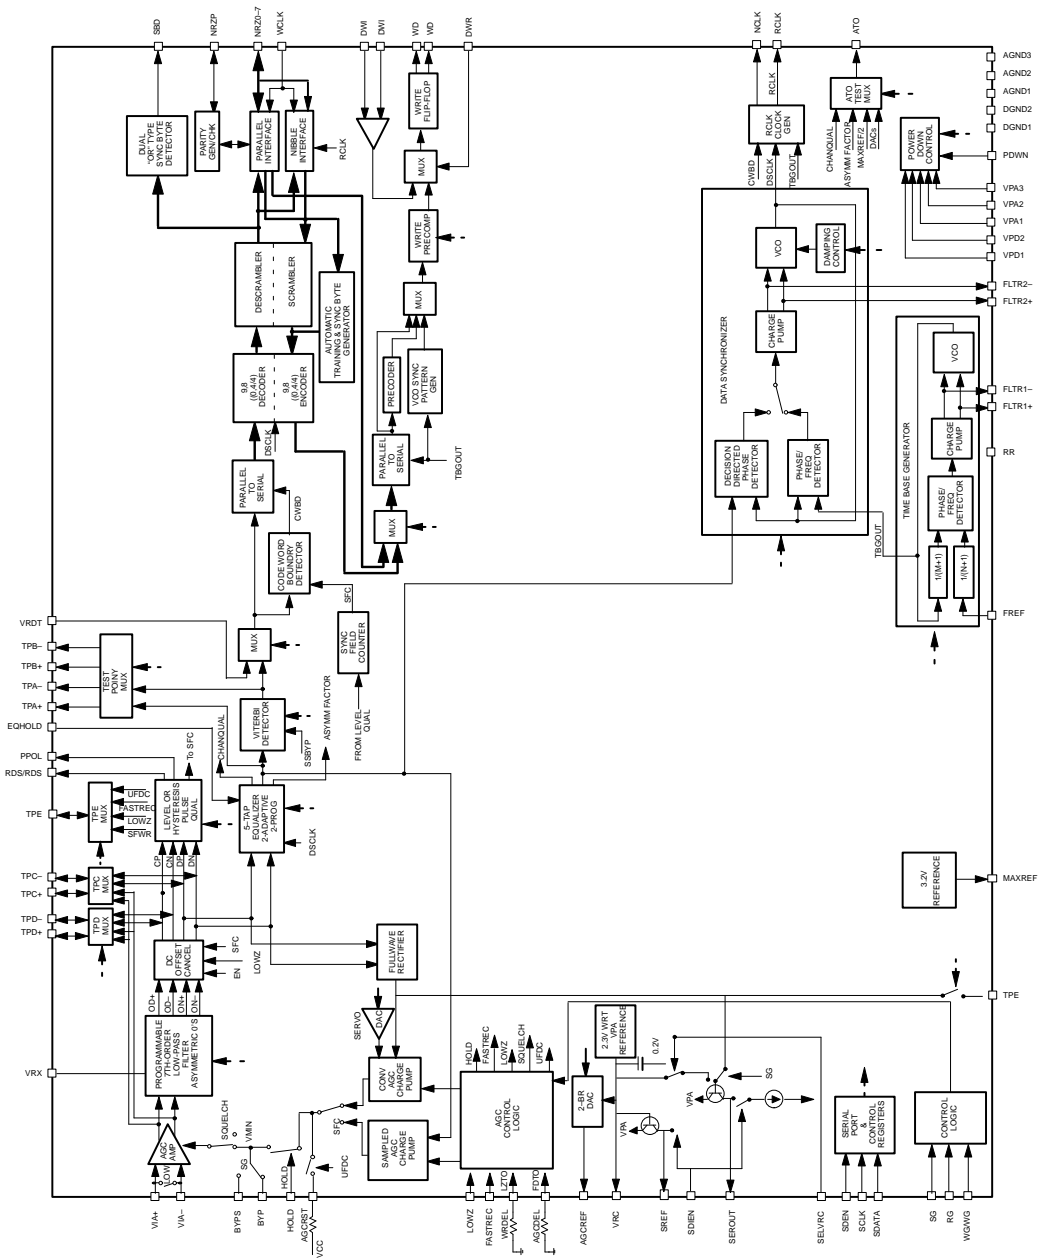 SBD
NRZP
NRZ0–7
WCLK
DWI
DWI
WD
WD
DWR
NCLK
RCLK
ATO
AGND3
AGND2
AGND1
DGND2
DGND1
PDWN
VPA3
VPA2
VPA1
VPD2
VPD1
FLTR2–
FLTR2+
FLTR1–
FLTR1+
RR
FREF
MAXREF
TPE
DUAL
"OR" TYPE
SYNC BYTE
DETECTOR
PARITY
GEN/CHK
PARALLEL
INTERFACE
NIBBLE
INTERFACE
RCLK
WRITE
FLIP-FLOP
MUX
WRITE
PRECOMP
MUX
DESCRAMBLER
SCRAMBLER
AUTOMATIC
TRAINING & SYNC BYTE
GENERATOR
9,8
((0,4/4)
DECODER
9,8
((0,4/4)
ENCODER
DSCLK
PRECODER
VCO SYNC
PATTERN
GEN
PARALLEL
TO
SERIAL
TBGOUT
PARALLEL
TO
SERIAL
CWBD
MUX
CODE WORD
BOUNDRY
DETECTOR
SFC
SYNC
FIELD
COUNTER
FROM LEVEL
QUAL
MUX
RCLK
RCLK
CLOCK
GEN
CWBD
DSCLK
TBGOUT
ATO
TEST
MUX
CHANQUAL
ASYMM FACTOR
MAXREF/2
DACs
POWER
DOWN
CONTROL
DATA SYNCHRONIZER
VCO
DAMPING
CONTROL
CHARGE
PUMP
DECISION
DIRECTED
PHASE
DETECTOR
PHASE/
FREQ
DETECTOR
TBGOUT
TIME BASE GENERATOR
VCO
CHARGE
PUMP
PHASE/
FREQ
DETECTOR
1/(M+1)
1/(N+1)
VRDT
TPB–
TPB+
TPA–
TPA+
EQHOLD
PPOL
RDS/RDS
TPE
TPC–
TPC+
TPD–
TPD+
VRX
TEST
POINY
MUX
VITERBI
DETECTOR
SSBYP
CHANQUAL
ASYMM FACTOR
To SFC
LEVEL OR
HYSTERESIS
PULSE
QUAL
5–TAP
EQUALIZER
2-ADAPTIVE
2-PROG
DSCLK
TPE
MUX
UFDC
FASTREC
LOWZ
SFWR
CP
CN
DP
DN
TPC
MUX
TPD
MUX
DC
OFFSET
CANCEL
SFC
EN
LOWZ
OD+
OD–
ON+
ON–
PROGRAMMABLE
7TH-ORDER
LOW-PASS
FILTER
ASYMMETRIC 0'S
FULLWAVE
RECTIFIER
SERVO
DAC
CONV
AGC
CHARGE
PUMP
SAMPLED
AGC
CHARGE
PUMP
SFC
AGC
AMP
LOW
SQUELCH
VMIN
SG
HOLD
UFDC
HOLD
FASTREC
LOWZ
SQUELCH
UFDC
AGC
CONTROL
LOGIC
LZTO
FDTO
2.3V WRT
VPA
REFERENCE
2–BR
DAC
0.2V
VPA
VPA
SG
SERIAL
PORT
&
CONTROL
REGISTERS
CONTROL
LOGIC
3.2V
REFERENCE
VIA+
VIA–
BYPS
BYP
HOLD
AGCRST
VCC
LOWZ
FASTREC
WRDEL
AGCDEL
AGCREF
VRC
SREF
SDIEN
SEROUT
SELVRC
SDEN
SCLK
SDATA
SG
RG
WG/WG